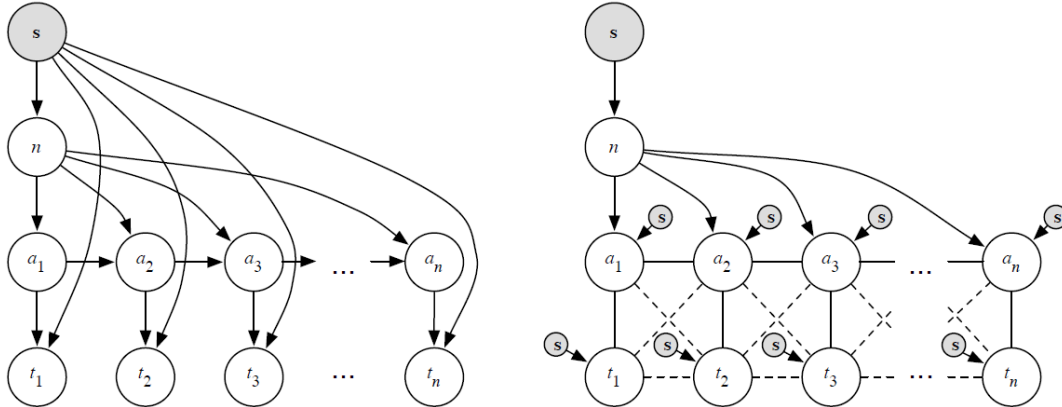 s s
n n
s s s s
a1 a2 a3 ... an a1 a2 a3 ... an
s s s s
t1 t2 t3 ... tn t1 t2 t3 ... tn